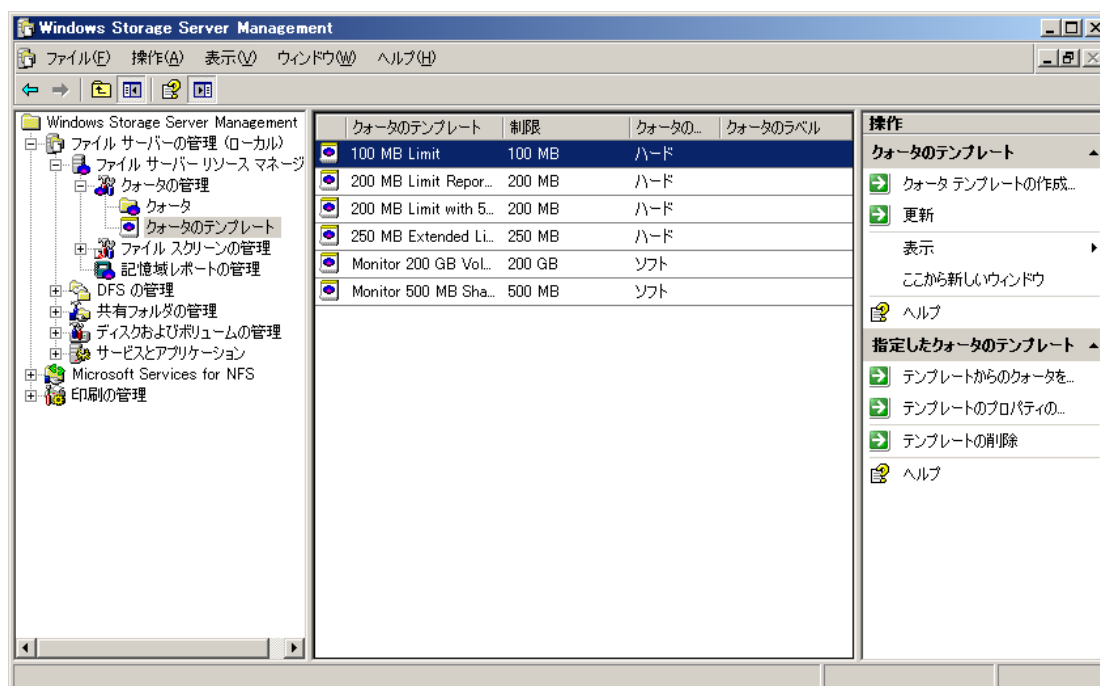 Windows Storage Server Management
ファイル(F) 操作(A) 表示(V) ウィンドウ(W) ヘルプ(H)
Windows Storage Server Management
ファイル サーバーの管理 (ローカル)
ファイル サーバー リソース マネージ
クォータの管理
クォータ
クォータのテンプレート
ファイル スクリーンの管理
記憶域レポートの管理
DFS の管理
共有フォルダの管理
ディスクおよびボリュームの管理
サービスとアプリケーション
Microsoft Services for NFS
印刷の管理
クォータのテンプレート 制限 クォータの... クォータのラベル
100 MB Limit 100 MB ハード
200 MB Limit Repor... 200 MB ハード
200 MB Limit with 5... 200 MB ハード
250 MB Extended Li... 250 MB ハード
Monitor 200 GB Vol... 200 GB ソフト
Monitor 500 MB Sha... 500 MB ソフト
操作
クォータのテンプレート
クォータ テンプレートの作成...
更新
表示
ここから新しいウィンドウ
ヘルプ
指定したクォータのテンプレート
テンプレートからのクォータを...
テンプレートのプロパティの...
テンプレートの削除
ヘルプ